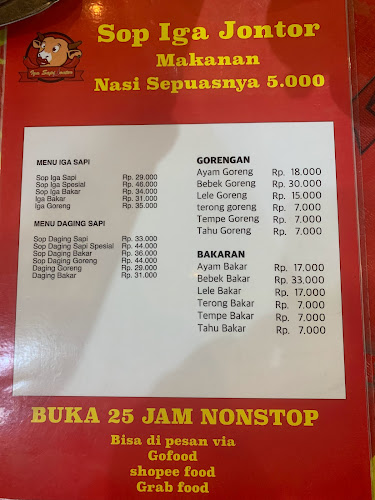 Sop Iga Jontor
Makanan
Nasi Sepuasnya 5.000
MENU IGA SAPI
Sop Iga Sapi Rp. 29.000
Sop Iga Spesial Rp. 46.000
Sop Iga Bakar Rp. 34.000
Iga Bakar Rp. 31.000
Iga Goreng Rp. 35.000
MENU DAGING SAPI
Sop Daging Sapi Rp. 33.000
Sop Daging Sapi Spesial Rp. 44.000
Sop Daging Bakar Rp. 36.000
Sop Daging Goreng Rp. 44.000
Daging Goreng Rp. 29.000
Daging Bakar Rp. 31.000
GORENGAN
Ayam Goreng Rp. 18.000
Bebek Goreng Rp. 30.000
Lele Goreng Rp. 15.000
terong goreng Rp. 7.000
Tempe Goreng Rp. 7.000
Tahu Goreng Rp. 7.000
BAKARAN
Ayam Bakar Rp. 17.000
Bebek Bakar Rp. 33.000
Lele Bakar Rp. 17.000
Terong Bakar Rp. 7.000
Tempe Bakar Rp. 7.000
Tahu Bakar Rp. 7.000
BUKA 25 JAM NONSTOP
Bisa di pesan via
Gofood
shopee food
Grab food